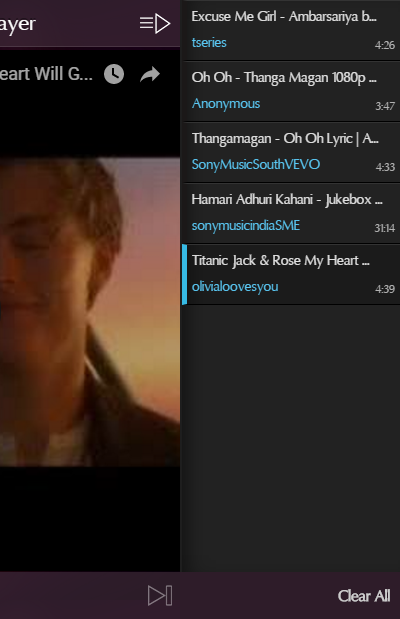 ayer
eart Will G...
Excuse Me Girl - Ambarsariya b...
tseries
4:26
Oh Oh - Thanga Magan 1080p ...
Anonymous
3:47
Thangamagan - Oh Oh Lyric | A...
SonyMusicSouthVEVO
4:33
Hamari Adhuri Kahani - Jukebox ...
sonymusicindiaSME
31:14
Titanic Jack & Rose My Heart ...
olivialoovesyou
4:39
Clear All